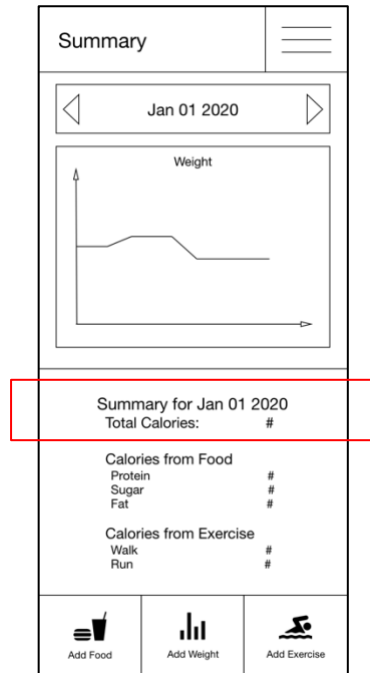 Summary
Jan 01 2020
Weight
Summary for Jan 01 2020
Total Calories: #
Calories from Food
Protein #
Sugar #
Fat #
Calories from Exercise
Walk #
Run #
Add Food Add Weight Add Exercise